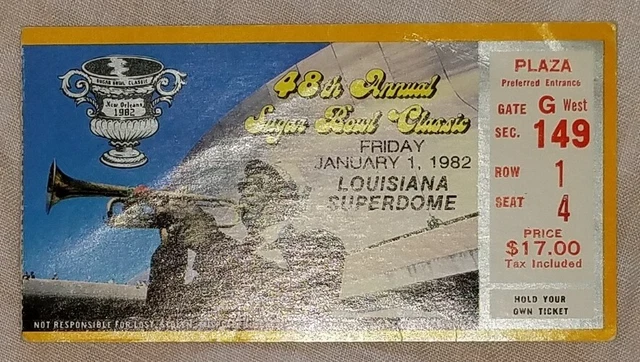 SUGAR BOWL CLASSIC
New Orleans
1982
48th Annual
Sugar Bowl Classic
FRIDAY
JANUARY 1, 1982
LOUISIANA
SUPERDOME
NOT RESPONSIBLE FOR LOST, STOLEN,
PLAZA
Preferred Entrance
GATE G West
SEC. 149
ROW 1
SEAT 4
PRICE
$17.00
Tax Included
HOLD YOUR
OWN TICKET